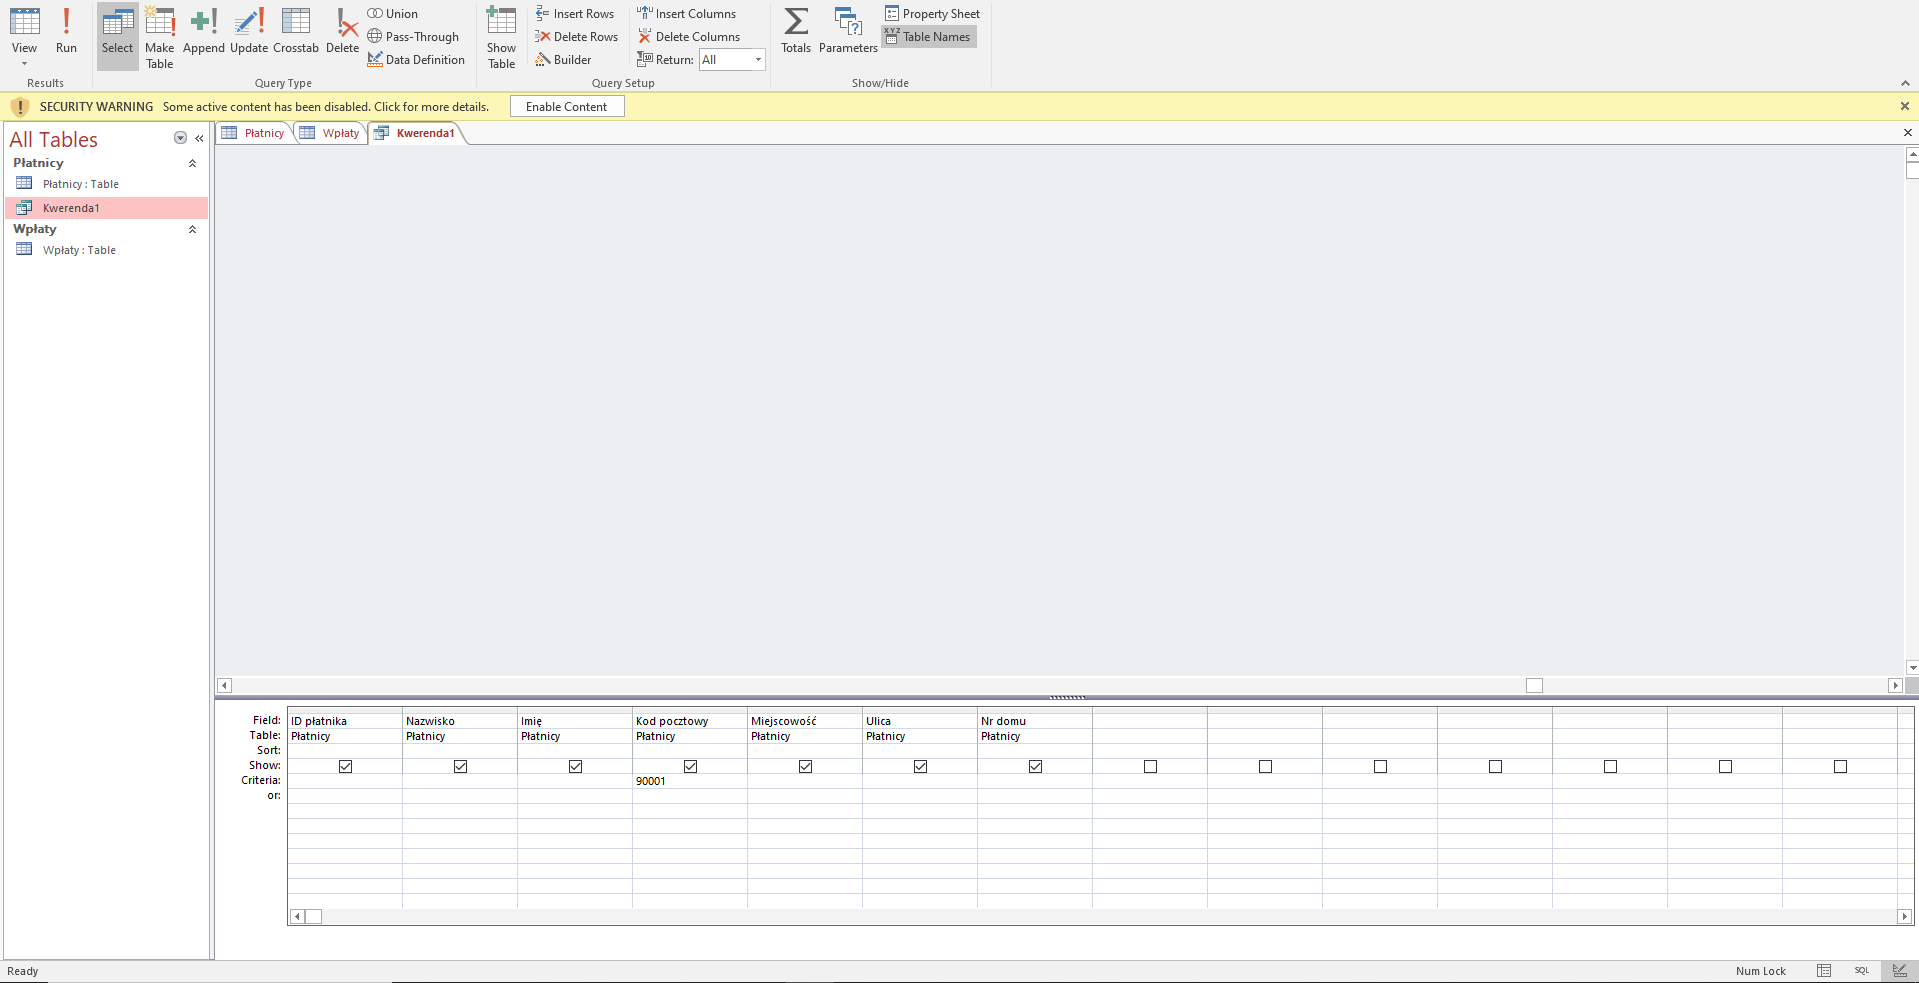 View
Run
Select
Make
Table
Append
Update
Crosstab
Delete
Union
Pass-Through
Data Definition
Show
Table
Insert Rows
Delete Rows
Builder
Insert Columns
Delete Columns
Return: All
Totals
Parameters
Property Sheet
XYZ Table Names
Results
Query Type
Query Setup
Show/Hide
SECURITY WARNING Some active content has been disabled. Click for more details. Enable Content
All Tables
Płatnicy
Płatnicy : Table
Kwerenda1
Wpłaty
Wpłaty : Table
Płatnicy Wpłaty Kwerenda1
Field: ID płatnika Nazwisko Imię Kod pocztowy Miejscowość Ulica Nr domu
Table: Płatnicy Płatnicy Płatnicy Płatnicy Płatnicy Płatnicy Płatnicy
Sort:
Show:
Criteria: 90001
or:
Ready Num Lock SQL